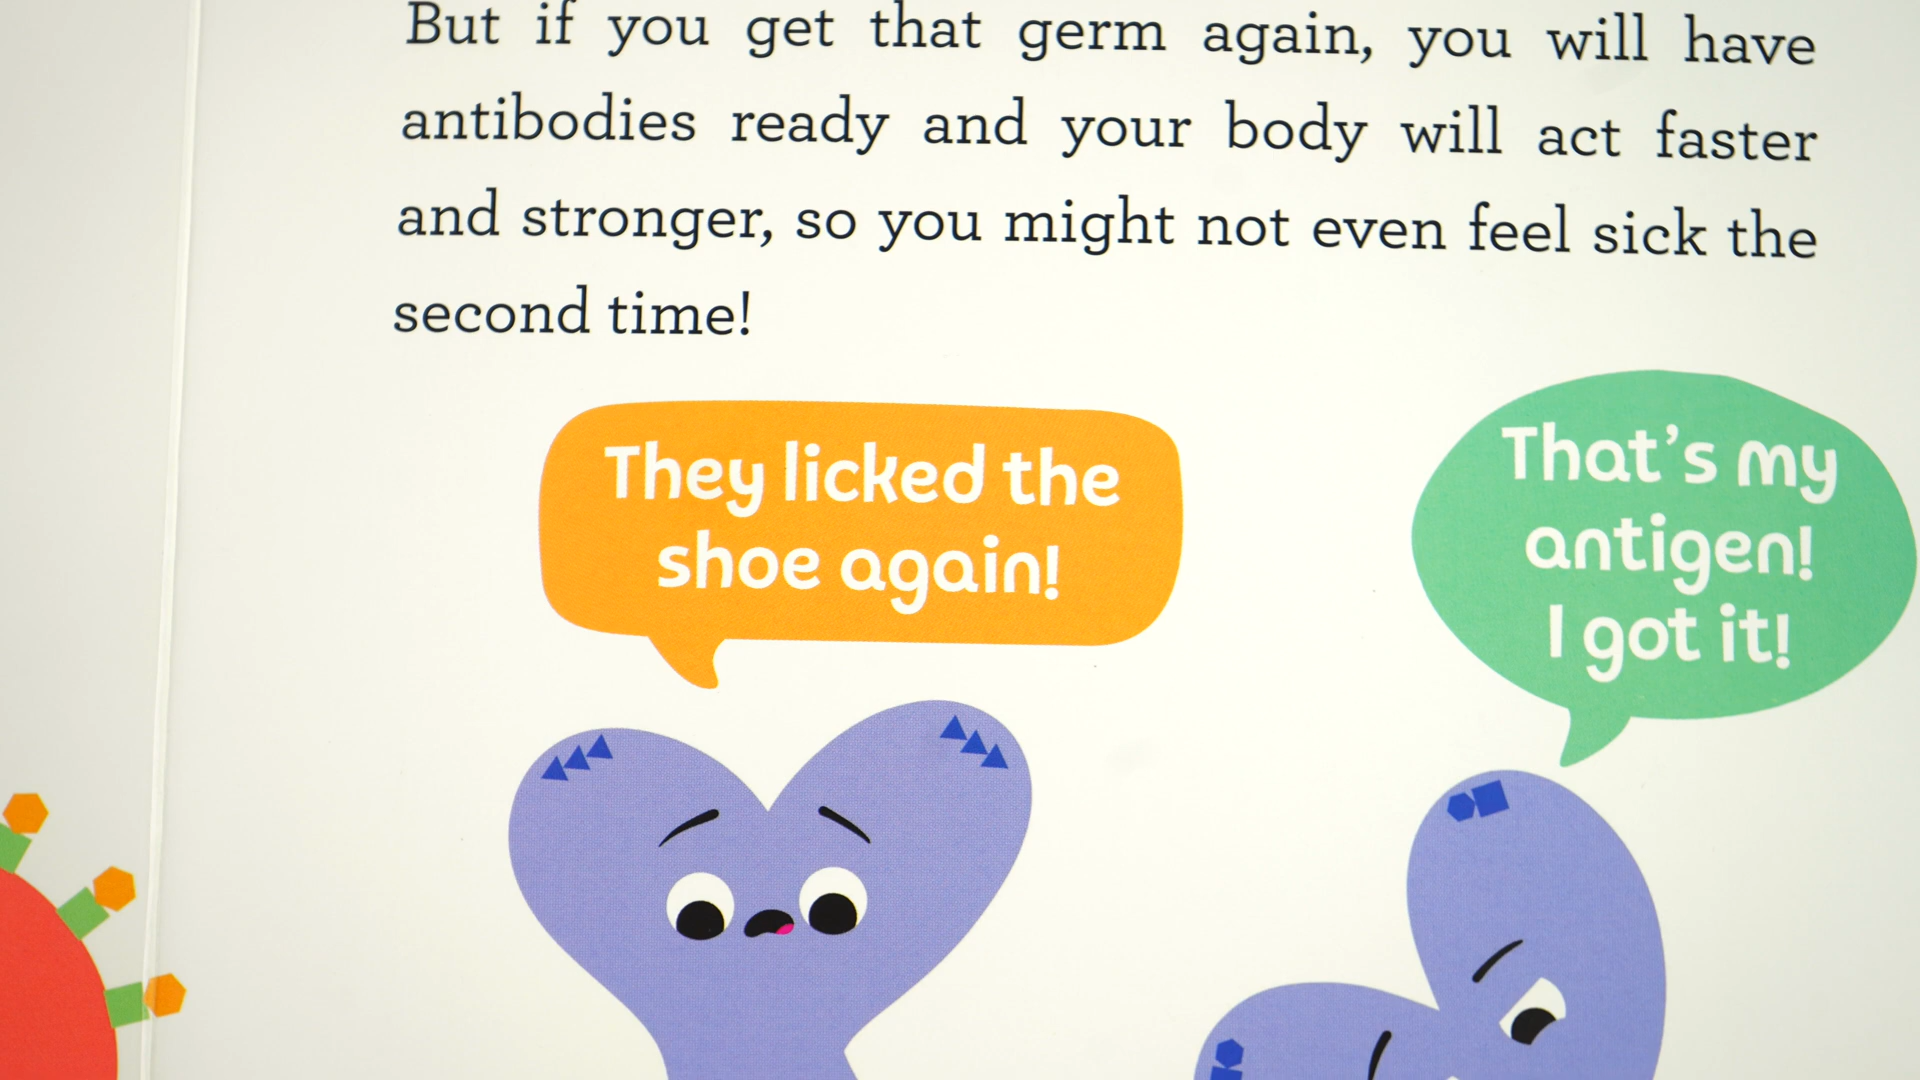 But if you get that germ again, you will have
antibodies ready and your body will act faster
and stronger, so you might not even feel sick the
second time!
They licked the
shoe again!
That's my
antigen!
I got it!